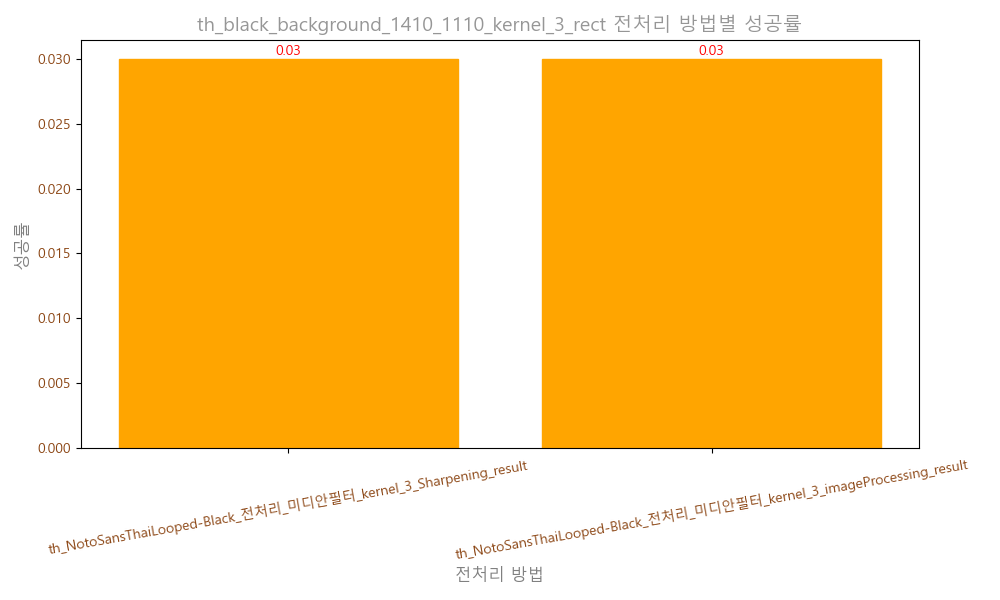 th_black_background_1410_1110_kernel_3_rect 전처리 방법별 성공률
0.03
0.03
0.030
0.025
0.020
0.015
0.010
0.005
0.000
성공률
th_NotoSansThaiLooped-Black_전처리_미디안필터_kernel_3_Sharpening_result
th_NotoSansThaiLooped-Black_전처리_미디안필터_kernel_3_imageProcessing_result
전처리 방법